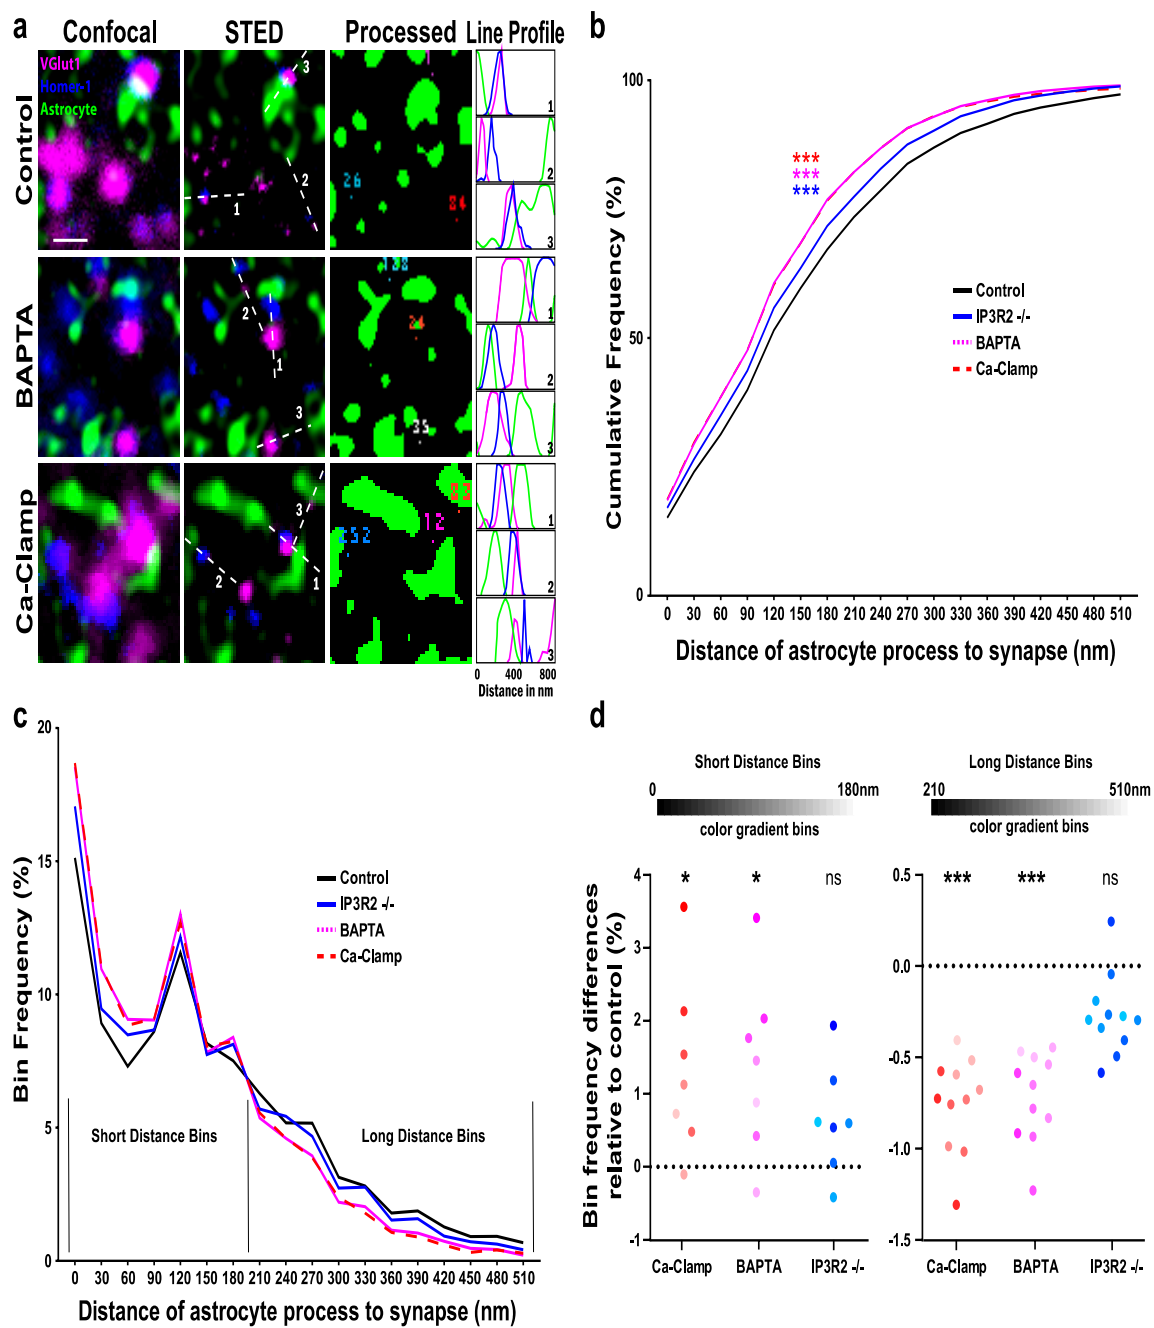 a
Confocal STED Processed Line Profile
Control
VGlut1
Homer-1
Astrocyte
3
2
1
26
84
1
2
3
BAPTA
2
1
3
138
24
35
1
2
3
Ca-Clamp
3
2
1
83
12
252
1
2
3
0 400 800
Distance in nm
b
Cumulative Frequency (%)
100
50
0
***
***
***
Control
IP3R2 -/-
BAPTA
Ca-Clamp
0 30 60 90 120 150 180 210 240 270 300 330 360 390 420 450 480 510
Distance of astrocyte process to synapse (nm)
c
Bin Frequency (%)
20
15
10
5
0
Control
IP3R2 -/-
BAPTA
Ca-Clamp
Short Distance Bins Long Distance Bins
0 30 60 90 120 150 180 210 240 270 300 330 360 390 420 450 480 510
Distance of astrocyte process to synapse (nm)
d
Short Distance Bins
0 180nm
color gradient bins
Long Distance Bins
210 510nm
color gradient bins
Bin frequency differences
relative to control (%)
4
3
2
1
0
-1
* * ns
Ca-Clamp BAPTA IP3R2 -/-
0.5
0.0
-0.5
-1.0
-1.5
*** *** ns
Ca-Clamp BAPTA IP3R2 -/-